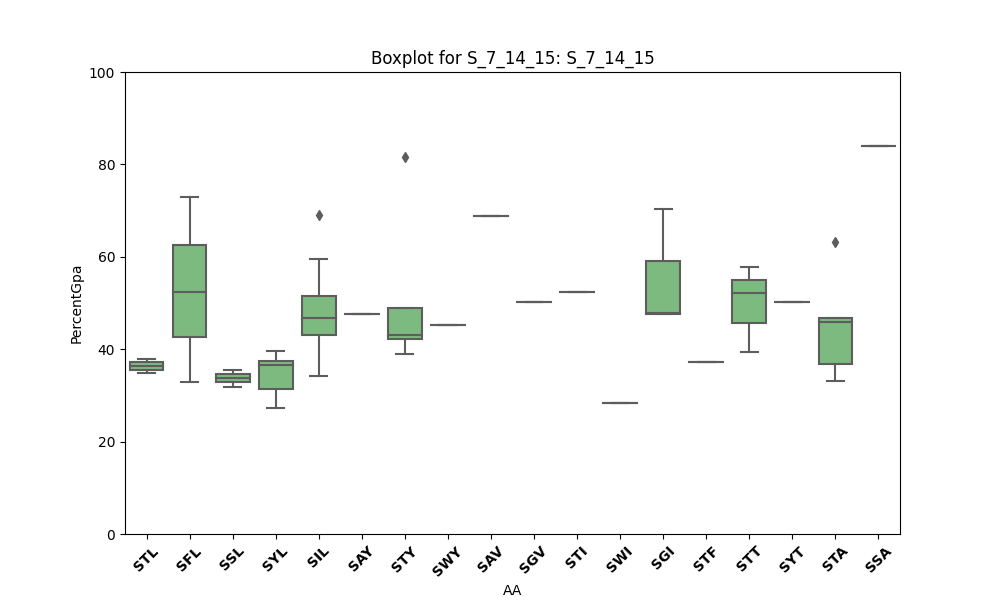 Boxplot for S_7_14_15: S_7_14_15
100
80
60
40
20
0
PercentGpa
STL SFL SSL SYL SIL SAY STY SWY SAV SGV STI SWI SGI STF STT SYT STA SSA
AA